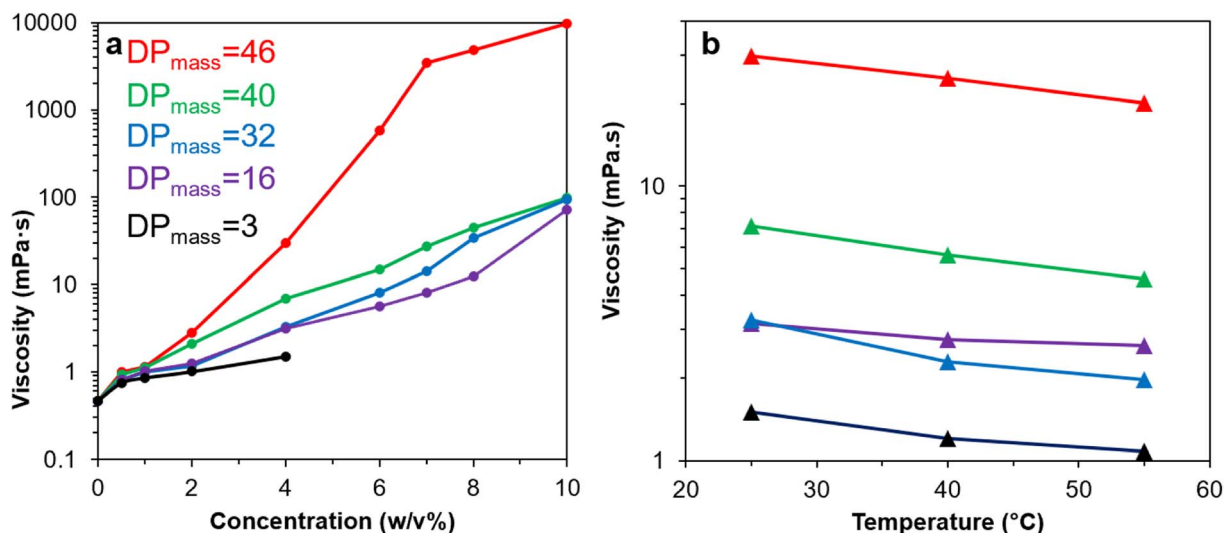 a
DPmass=46
DPmass=40
DPmass=32
DPmass=16
DPmass=3
Viscosity (mPa·s)
10000
1000
100
10
1
0.1
0 2 4 6 8 10
Concentration (w/v%)
b
Viscosity (mPa.s)
10
1
20 30 40 50 60
Temperature (°C)